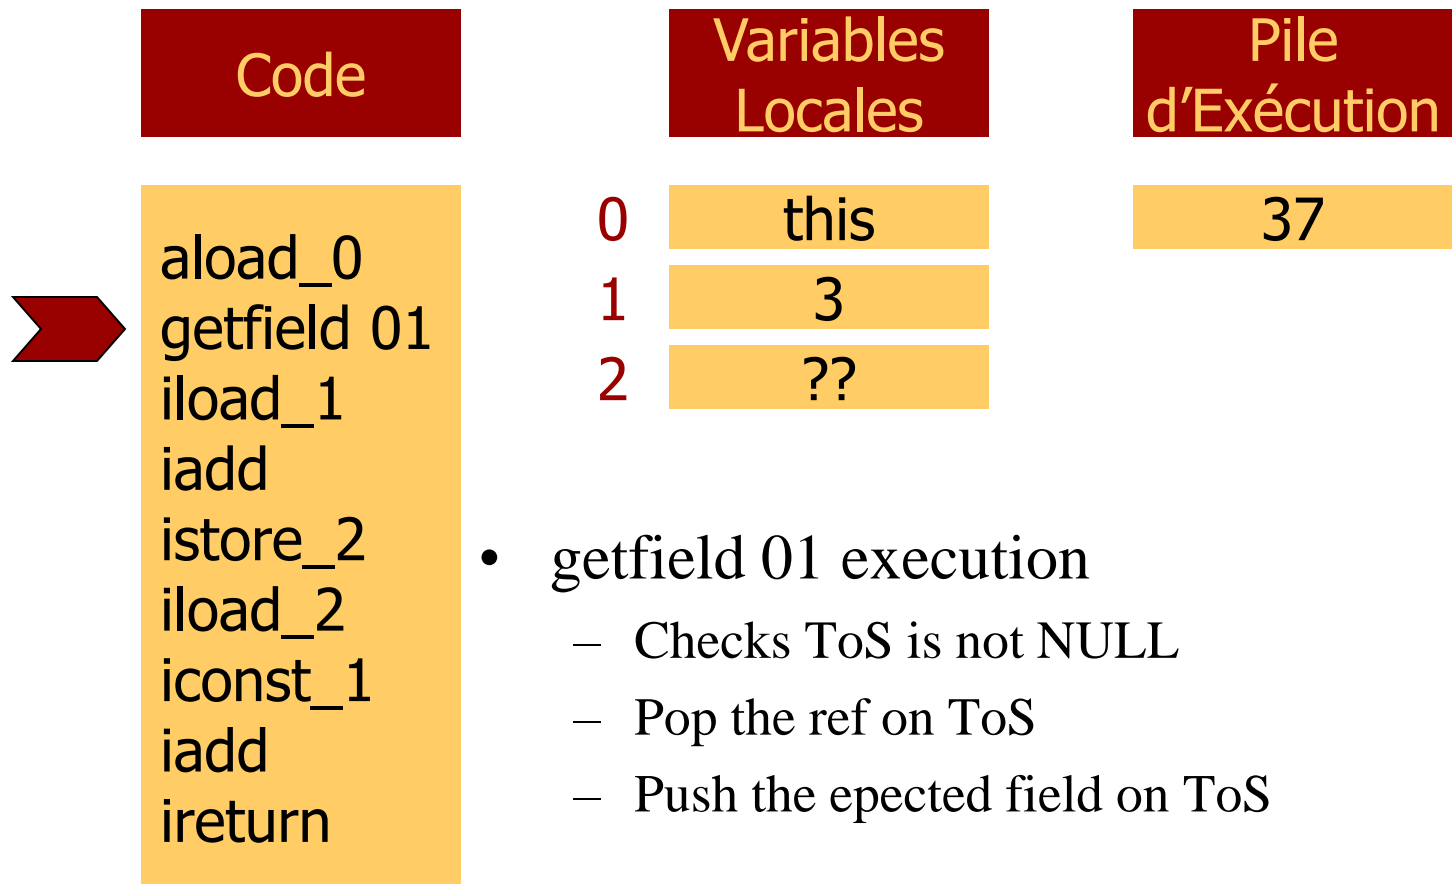 Code
aload_0
getfield 01
iload_1
iadd
istore_2
iload_2
iconst_1
iadd
ireturn
Variables
Locales
0 this
1 3
2 ??
Pile
d’Exécution
37
• getfield 01 execution
– Checks ToS is not NULL
– Pop the ref on ToS
– Push the epected field on ToS